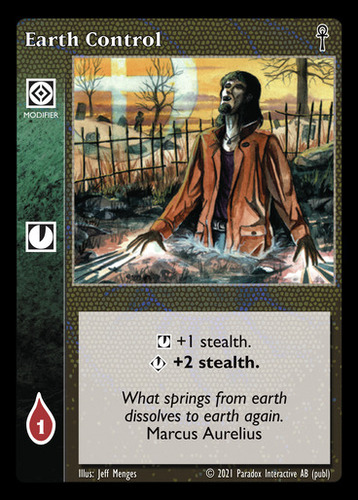 Earth Control
MODIFIER
+1 stealth.
+2 stealth.
What springs from earth
dissolves to earth again.
Marcus Aurelius
1
Illus: Jeff Menges © 2021 Paradox Interactive AB (publ)